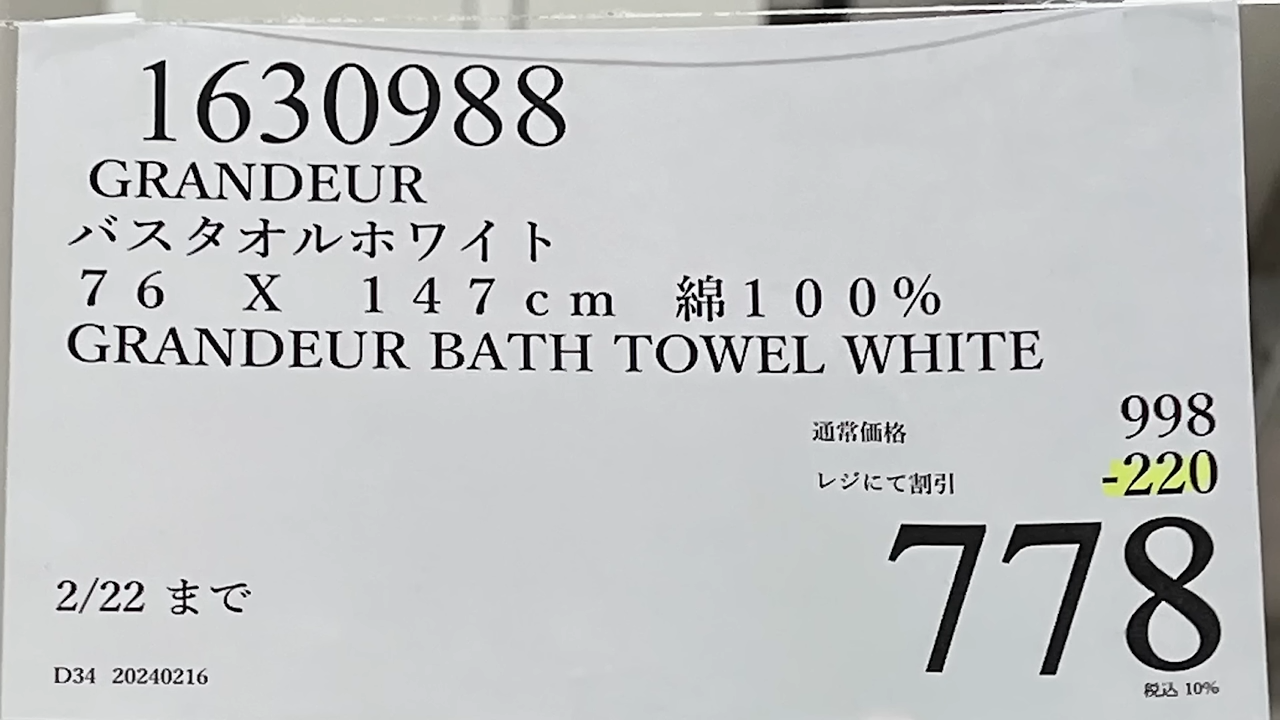 1630988
GRANDEUR
バスタオルホワイト
７６　Ｘ　１４７ｃｍ　綿１００％
GRANDEUR BATH TOWEL WHITE
通常価格 998
レジにて割引 -220
778
2/22 まで
D34 20240216
税込 10%